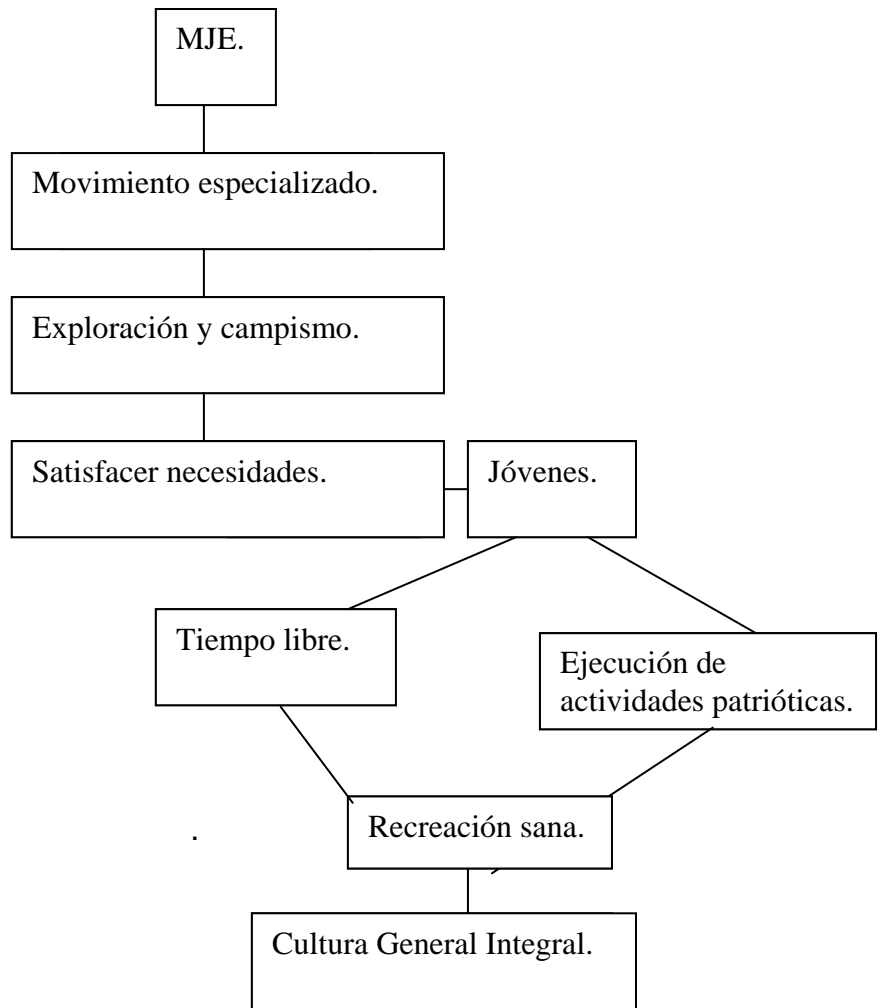 MJE.
Movimiento especializado.
Exploración y campismo.
Satisfacer necesidades.
Jóvenes.
Tiempo libre.
Ejecución de
actividades patrióticas.
.
Recreación sana.
Cultura General Integral.